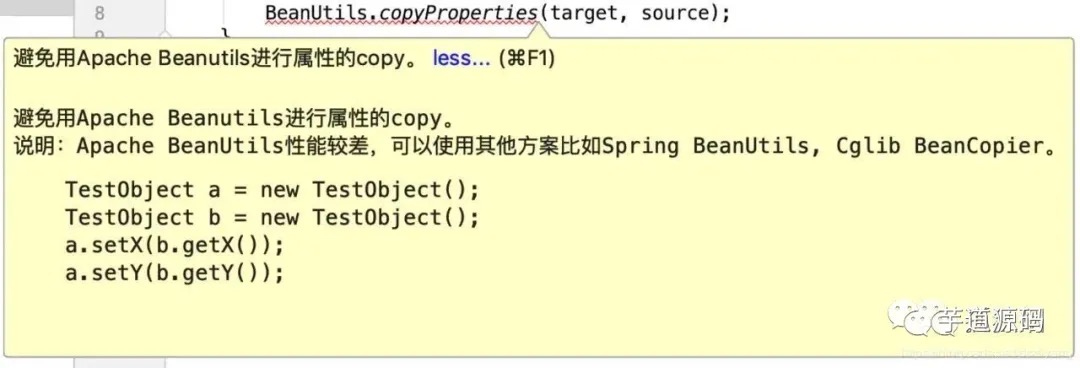 8 BeanUtils.copyProperties(target, source);
9 }
避免用Apache Beanutils进行属性的copy。 less... (⌘F1)
避免用Apache Beanutils进行属性的copy。
说明：Apache BeanUtils性能较差，可以使用其他方案比如Spring BeanUtils, Cglib BeanCopier。
TestObject a = new TestObject();
TestObject b = new TestObject();
a.setX(b.getX());
a.setY(b.getY());
芋道源码